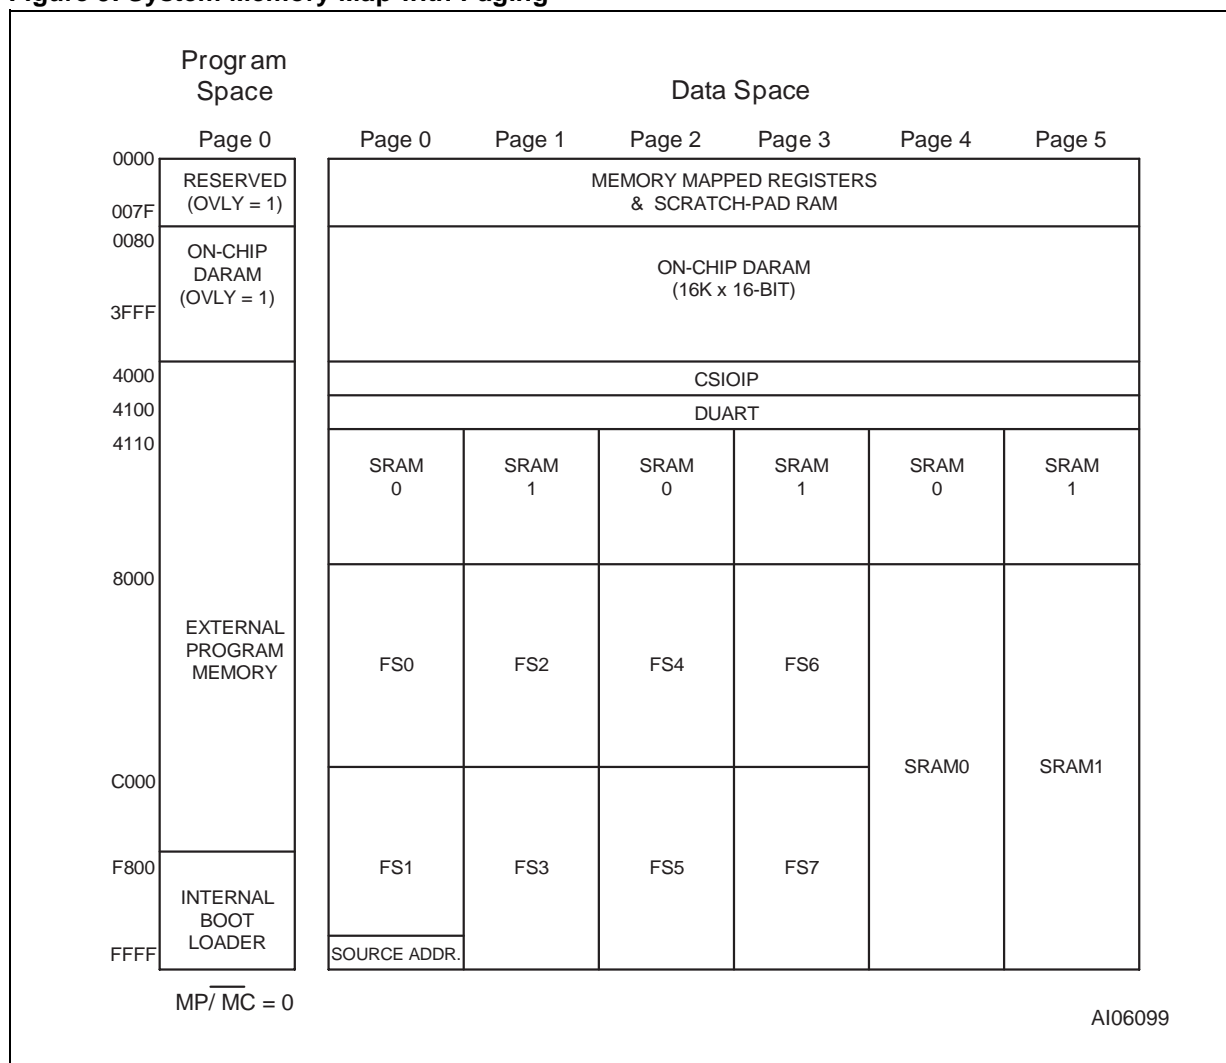 Figure 3. System Memory Map with Paging
Program
Space
Data Space
Page 0
Page 0 Page 1 Page 2 Page 3 Page 4 Page 5
0000
RESERVED
(OVLY = 1)
007F
MEMORY MAPPED REGISTERS
& SCRATCH-PAD RAM
0080
ON-CHIP
DARAM
(OVLY = 1)
3FFF
ON-CHIP DARAM
(16K x 16-BIT)
4000
CSIOIP
4100
DUART
4110
SRAM
0
SRAM
1
SRAM
0
SRAM
1
SRAM
0
SRAM
1
8000
EXTERNAL
PROGRAM
MEMORY
FS0 FS2 FS4 FS6
C000
SRAM0 SRAM1
F800
FS1 FS3 FS5 FS7
INTERNAL
BOOT
LOADER
FFFF
SOURCE ADDR.
MP/ MC = 0
AI06099